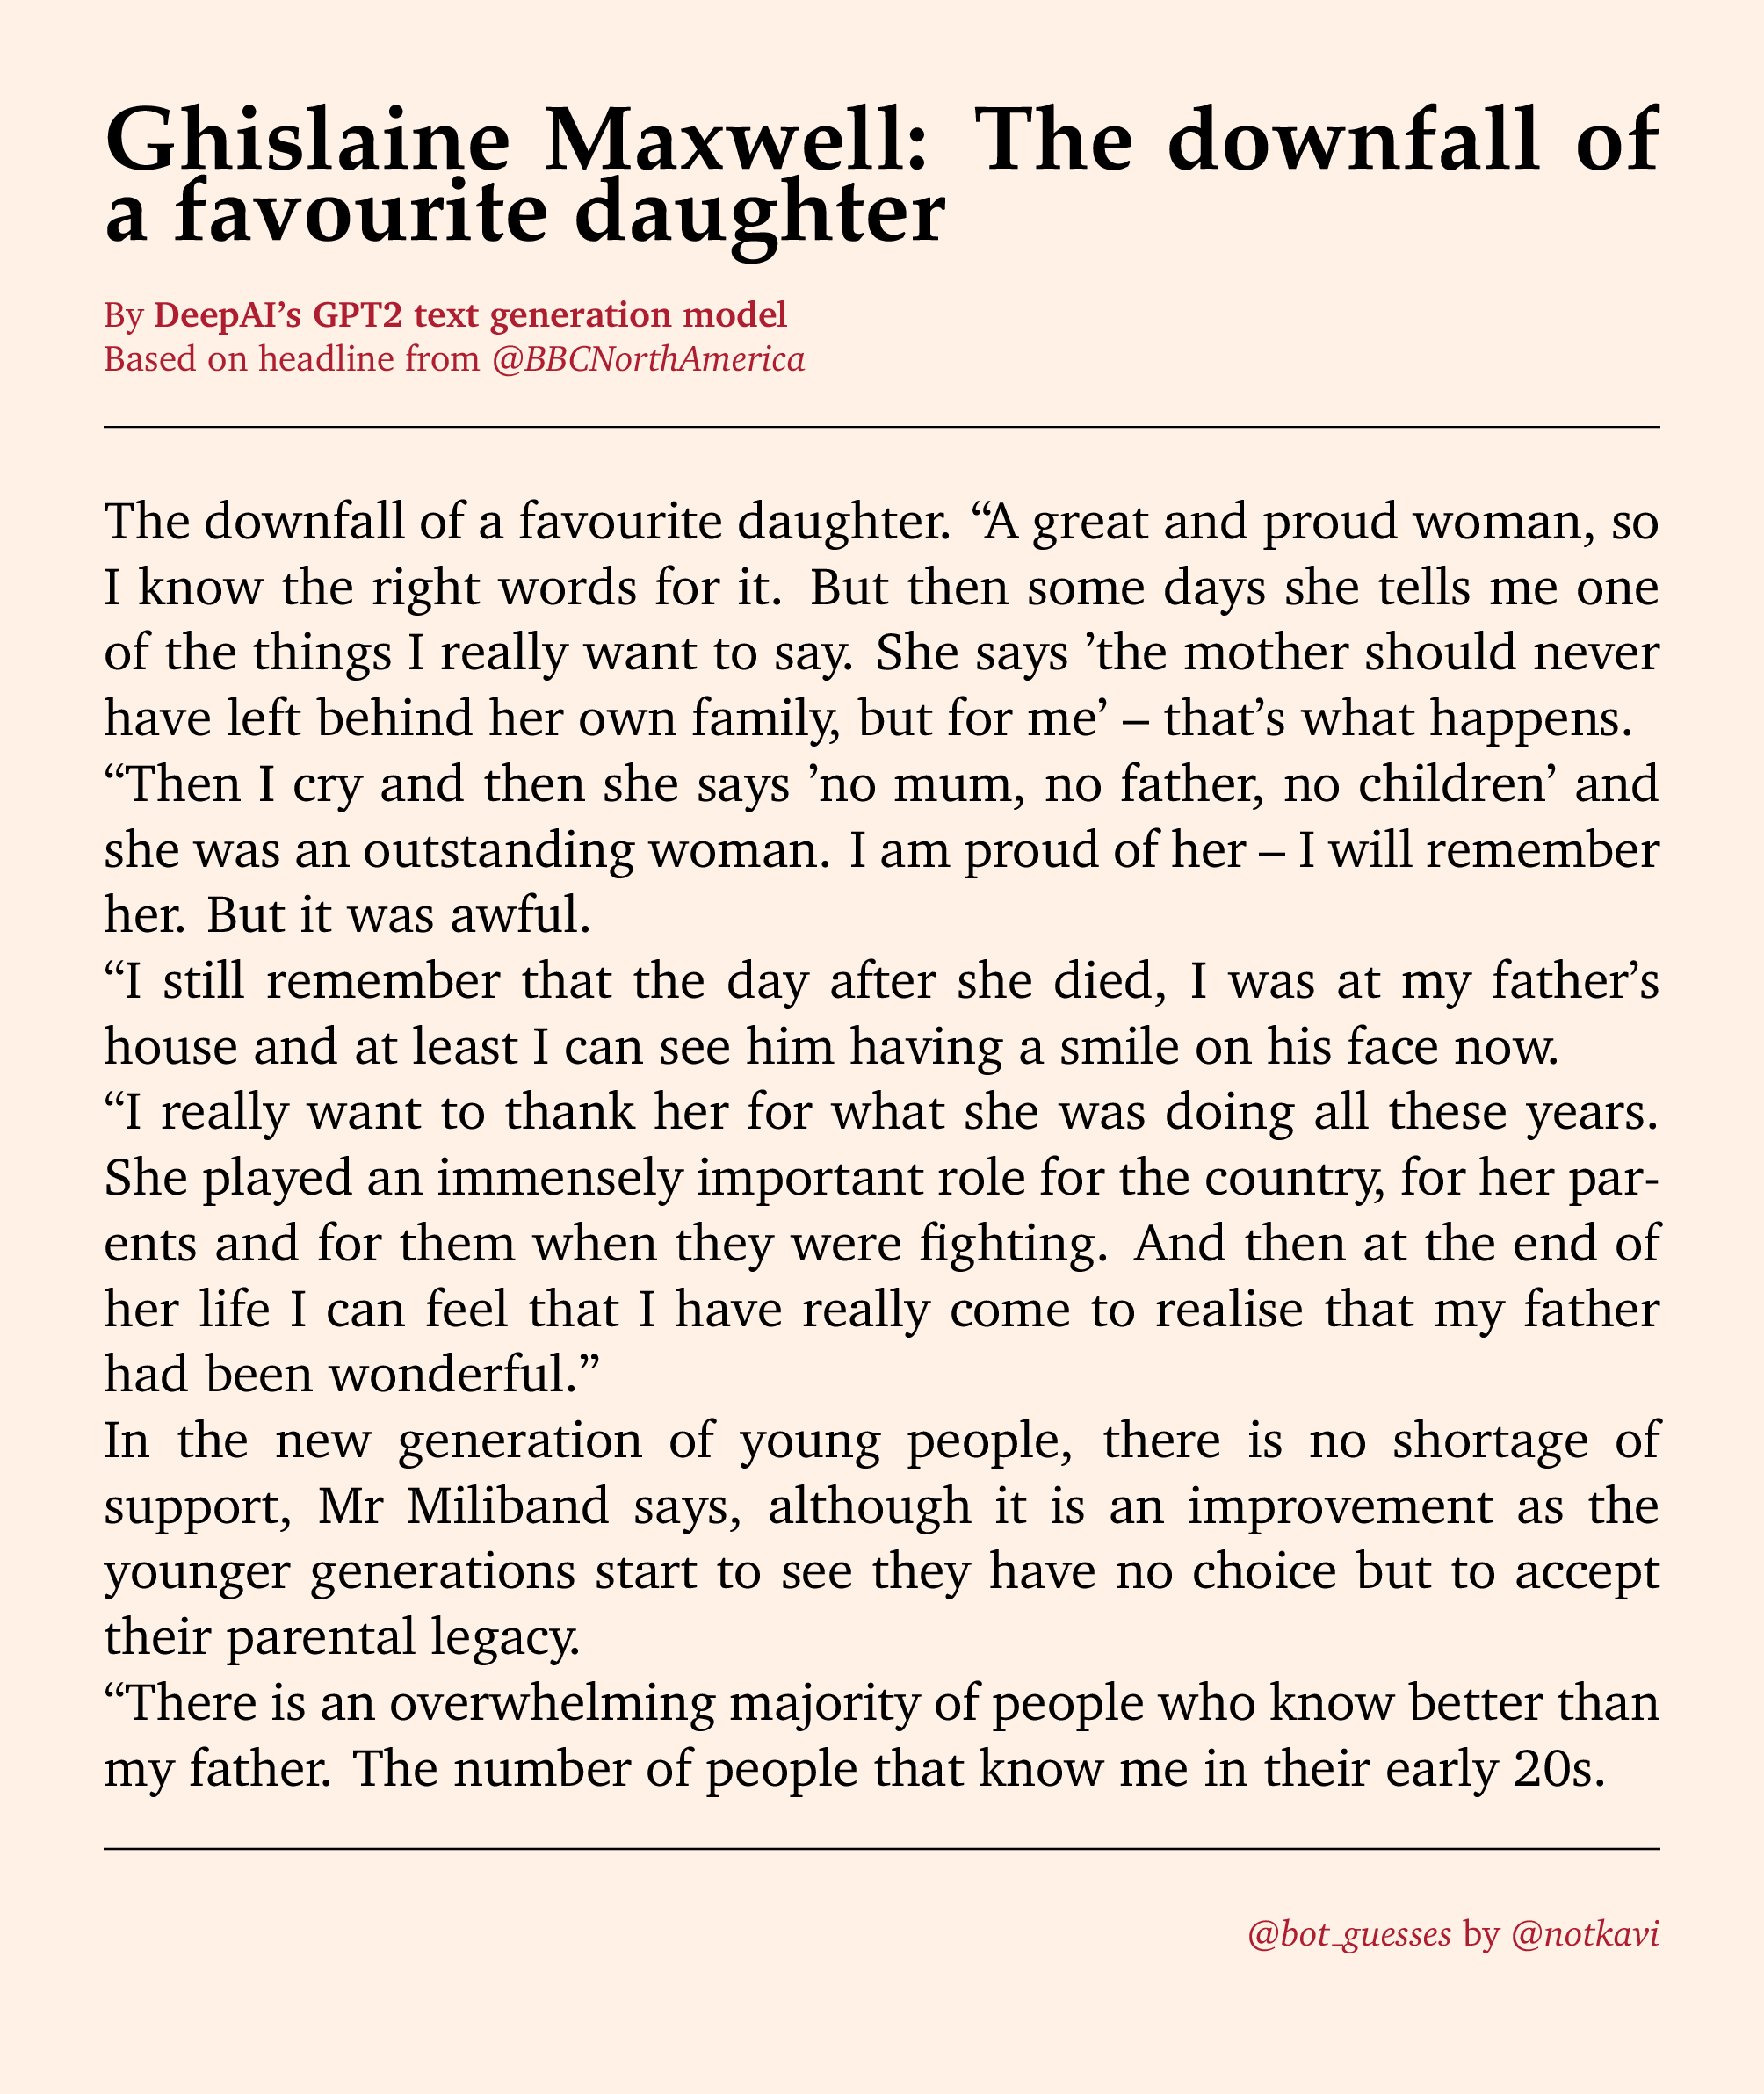 Ghislaine Maxwell: The downfall of
a favourite daughter
By DeepAI’s GPT2 text generation model
Based on headline from @BBCNorthAmerica
The downfall of a favourite daughter. “A great and proud woman, so
I know the right words for it. But then some days she tells me one
of the things I really want to say. She says ’the mother should never
have left behind her own family, but for me’ – that’s what happens.
“Then I cry and then she says ’no mum, no father, no children’ and
she was an outstanding woman. I am proud of her – I will remember
her. But it was awful.
“I still remember that the day after she died, I was at my father’s
house and at least I can see him having a smile on his face now.
“I really want to thank her for what she was doing all these years.
She played an immensely important role for the country, for her par-
ents and for them when they were fighting. And then at the end of
her life I can feel that I have really come to realise that my father
had been wonderful.”
In the new generation of young people, there is no shortage of
support, Mr Miliband says, although it is an improvement as the
younger generations start to see they have no choice but to accept
their parental legacy.
“There is an overwhelming majority of people who know better than
my father. The number of people that know me in their early 20s.
@bot_guesses by @notkavi